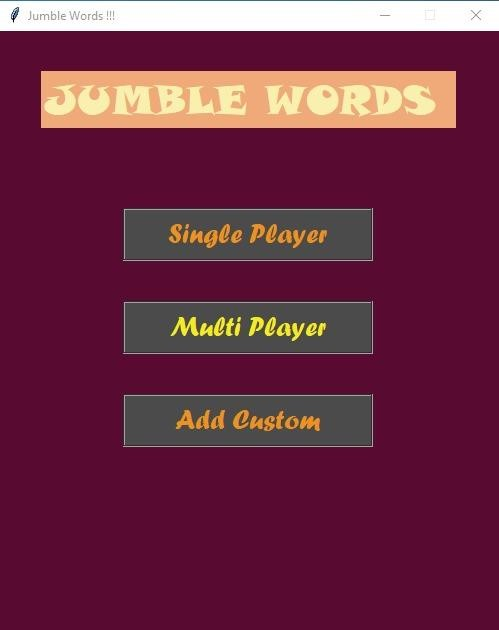 Jumble Words !!!
JUMBLE WORDS
Single Player
Multi Player
Add Custom